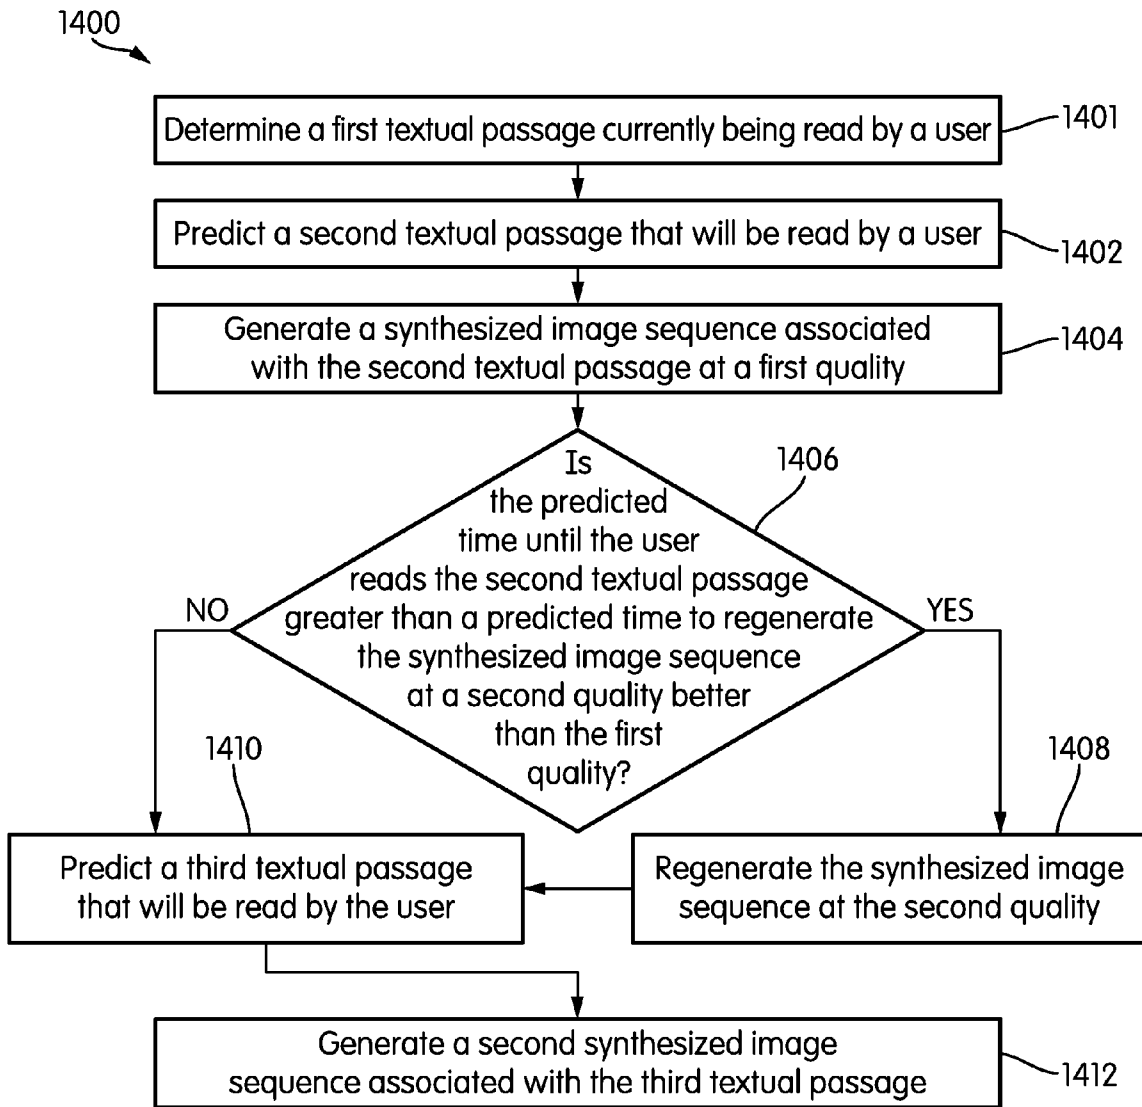 1400
Determine a first textual passage currently being read by a user
1401
Predict a second textual passage that will be read by a user
1402
Generate a synthesized image sequence associated
with the second textual passage at a first quality
1404
Is
the predicted
time until the user
reads the second textual passage
greater than a predicted time to regenerate
the synthesized image sequence
at a second quality better
than the first
quality?
1406
NO
YES
1410
1408
Predict a third textual passage
that will be read by the user
Regenerate the synthesized image
sequence at the second quality
Generate a second synthesized image
sequence associated with the third textual passage
1412